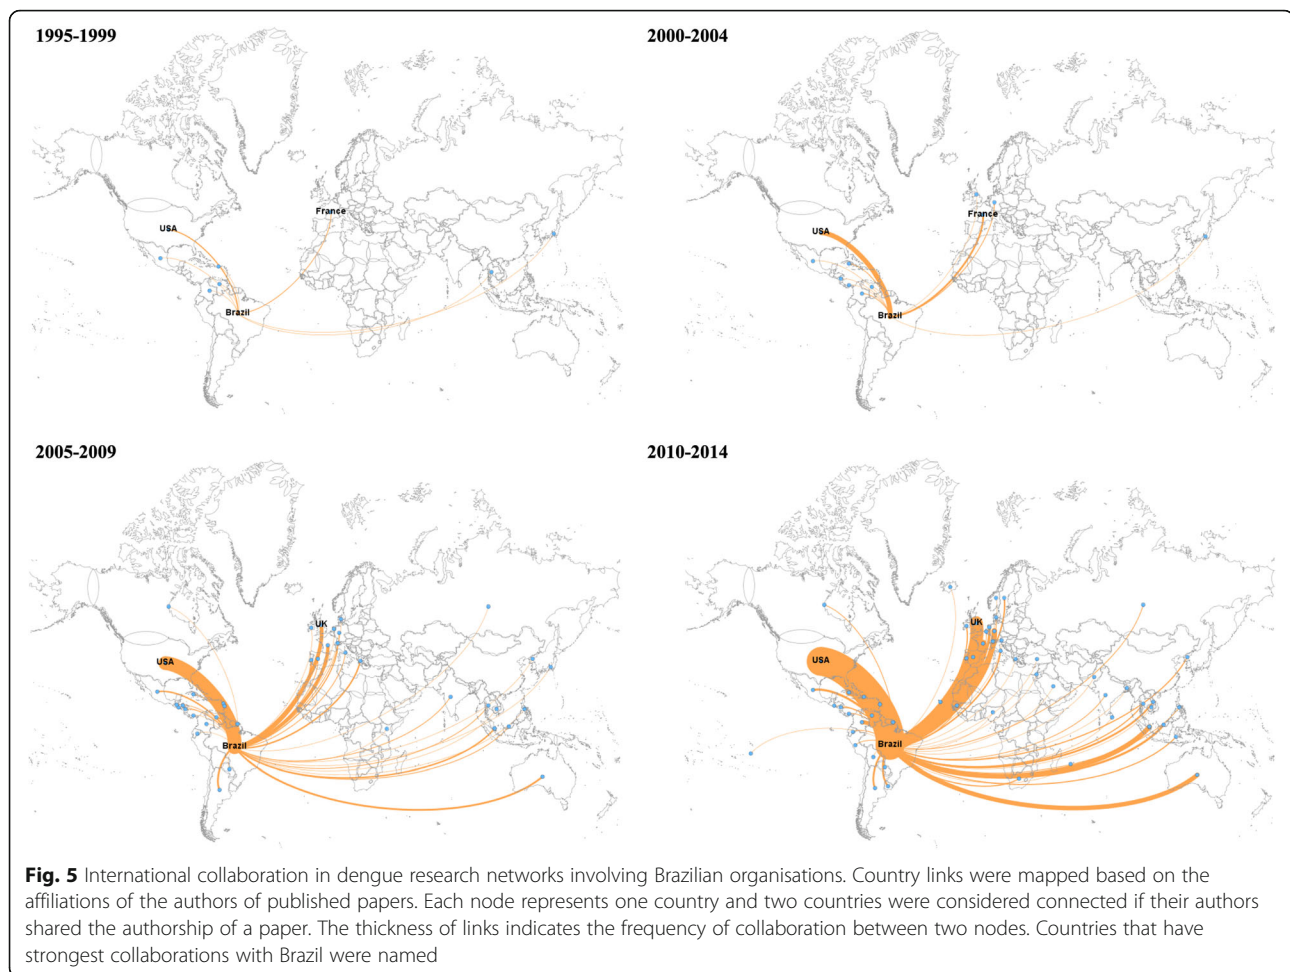 1995-1999
2000-2004
France
USA
Brazil
France
USA
Brazil
2005-2009
2010-2014
UK
USA
Brazil
UK
USA
Brazil
Fig. 5 International collaboration in dengue research networks involving Brazilian organisations. Country links were mapped based on the
affiliations of the authors of published papers. Each node represents one country and two countries were considered connected if their authors
shared the authorship of a paper. The thickness of links indicates the frequency of collaboration between two nodes. Countries that have
strongest collaborations with Brazil were named